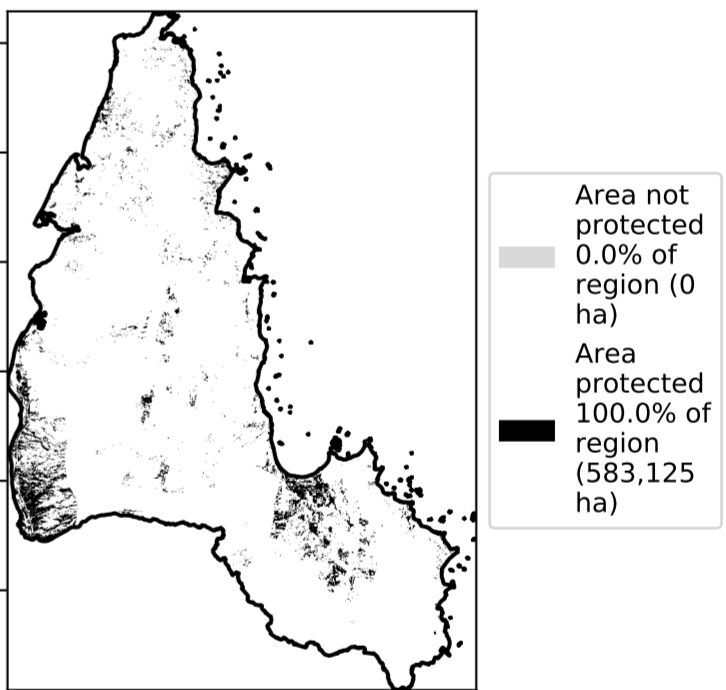 Area not
protected
0.0% of
region (0
ha)
Area
protected
100.0% of
region
(583,125
ha)